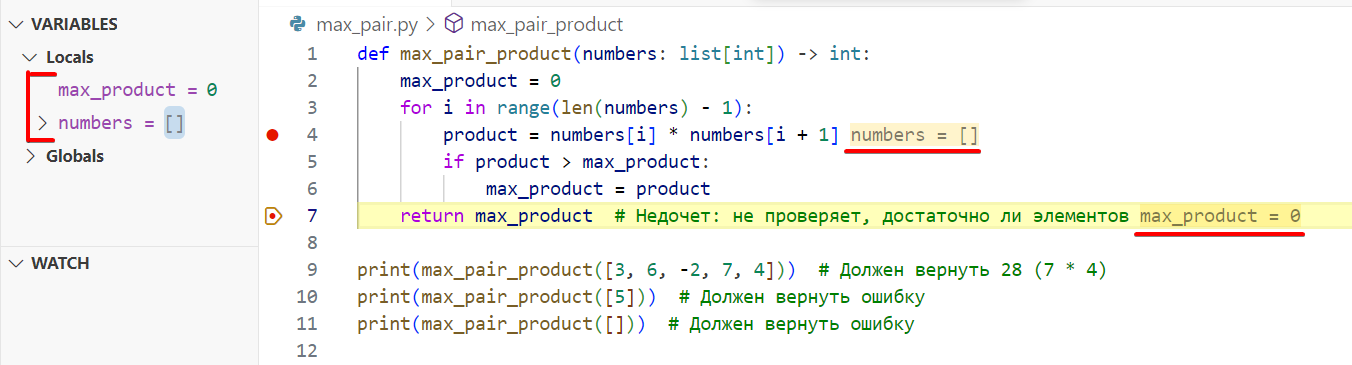 VARIABLES
Locals
max_product = 0
numbers = []
Globals
WATCH
max_pair.py > max_pair_product
1 def max_pair_product(numbers: list[int]) -> int:
2 max_product = 0
3 for i in range(len(numbers) - 1):
4 product = numbers[i] * numbers[i + 1] numbers = []
5 if product > max_product:
6 max_product = product
7 return max_product # Недочет: не проверяет, достаточно ли элементов max_product = 0
8
9 print(max_pair_product([3, 6, -2, 7, 4])) # Должен вернуть 28 (7 * 4)
10 print(max_pair_product([5])) # Должен вернуть ошибку
11 print(max_pair_product([])) # Должен вернуть ошибку
12